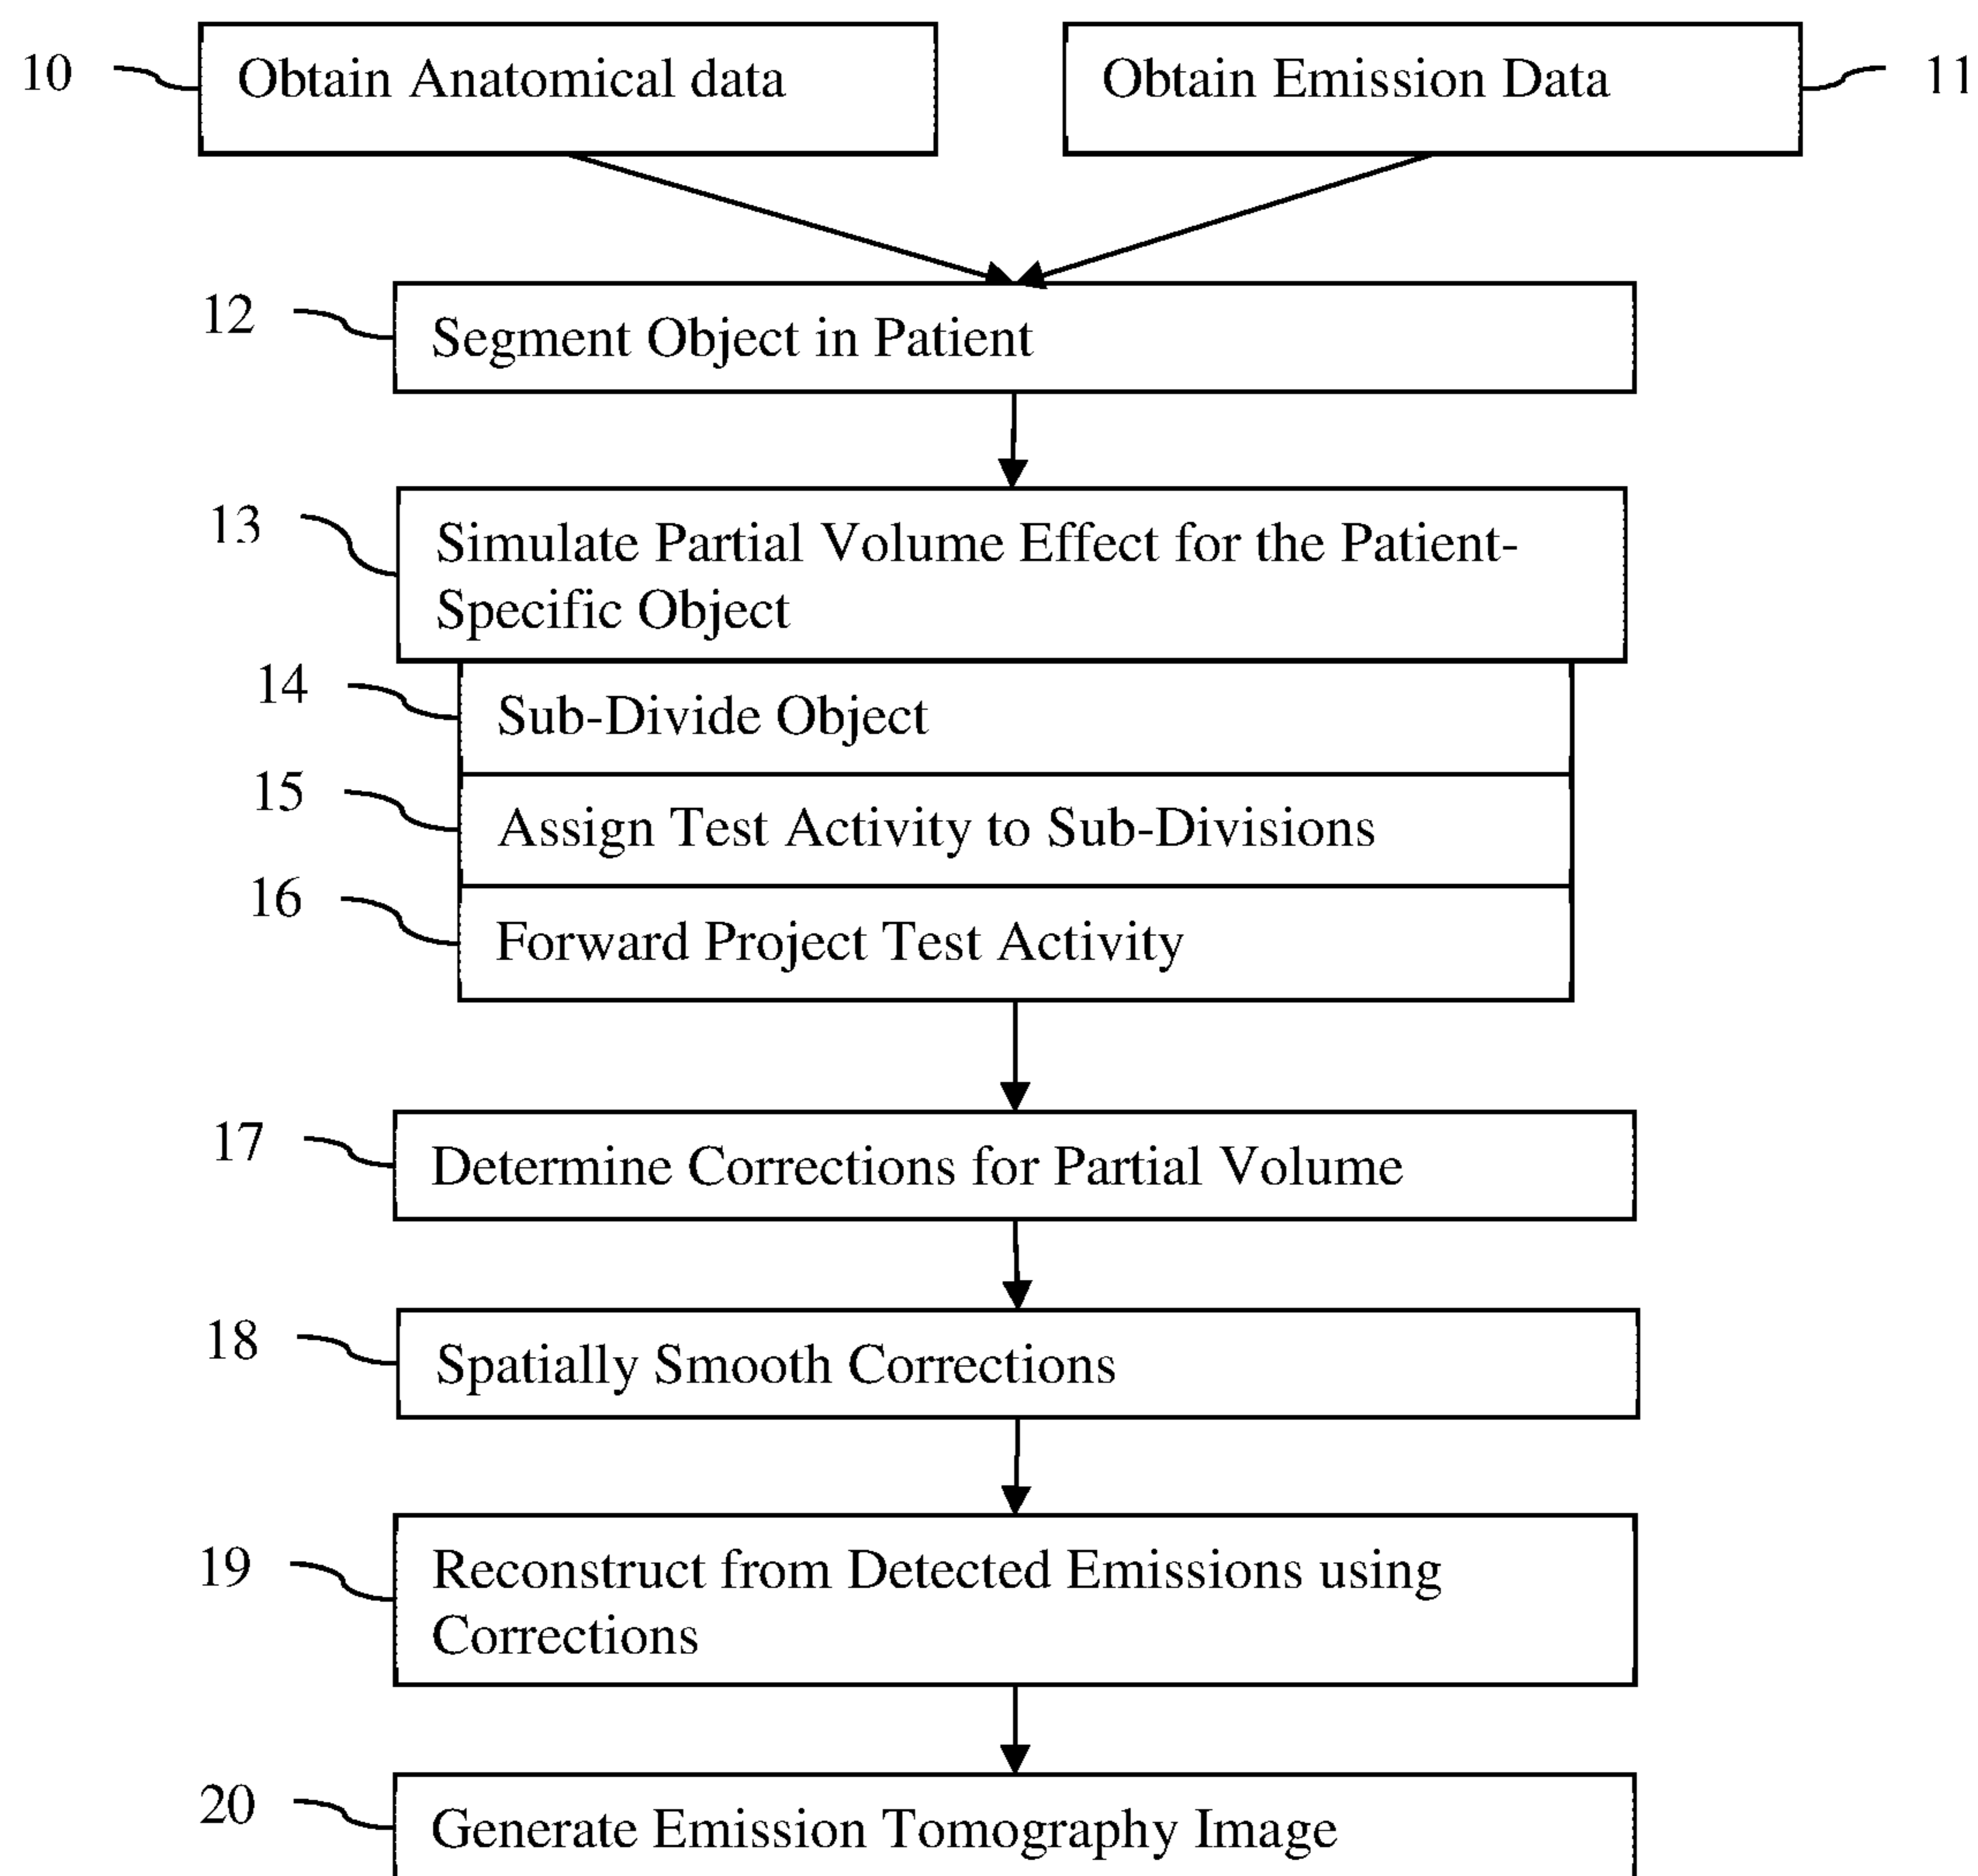 10
Obtain Anatomical data
Obtain Emission Data
11
12
Segment Object in Patient
13
Simulate Partial Volume Effect for the Patient-
Specific Object
14
Sub-Divide Object
15
Assign Test Activity to Sub-Divisions
16
Forward Project Test Activity
17
Determine Corrections for Partial Volume
18
Spatially Smooth Corrections
19
Reconstruct from Detected Emissions using
Corrections
20
Generate Emission Tomography Image